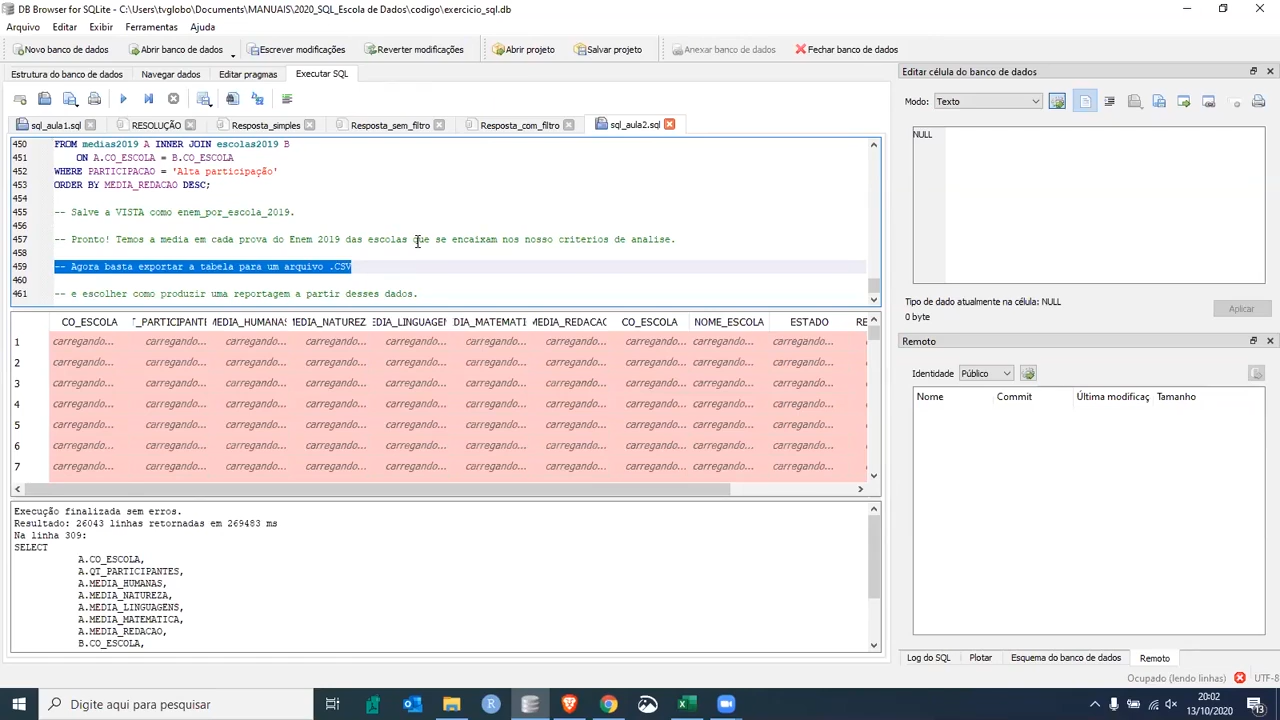 DB Browser for SQLite - C:\Users\tvglobo\Documents\MANUAIS\2020_SQL_Escola de Dados\codigo\exercicio_sql.db
Arquivo Editar Exibir Ferramentas Ajuda
Novo banco de dados Abrir banco de dados Escrever modificações Reverter modificações Abrir projeto Salvar projeto Anexar banco de dados Fechar banco de dados
Estrutura do banco de dados Navegar dados Editar pragmas Executar SQL
sql_aula1.sql RESOLUÇÃO Resposta_simples Resposta_sem_filtro Resposta_com_filtro sql_aula2.sql
450 FROM medias2019 A INNER JOIN escolas2019 B
451 ON A.CO_ESCOLA = B.CO_ESCOLA
452 WHERE PARTICIPACAO = 'Alta participação'
453 ORDER BY MEDIA_REDACAO DESC;
454
455 -- Salve a VISTA como enem_por_escola_2019.
456
457 -- Pronto! Temos a media em cada prova do Enem 2019 das escolas que se encaixam nos nosso criterios de analise.
458
459 -- Agora basta exportar a tabela para um arquivo .CSV
460
461 -- e escolher como produzir uma reportagem a partir desses dados.
CO_ESCOLA T_PARTICIPANTE MEDIA_HUMANAS MEDIA_NATUREZ EDIA_LINGUAGEN DIA_MATEMATI MEDIA_REDACAO CO_ESCOLA NOME_ESCOLA ESTADO RE
1 carregando... carregando... carregando... carregando... carregando... carregando... carregando... carregando... carregando... carregando...
2 carregando... carregando... carregando... carregando... carregando... carregando... carregando... carregando... carregando... carregando...
3 carregando... carregando... carregando... carregando... carregando... carregando... carregando... carregando... carregando... carregando...
4 carregando... carregando... carregando... carregando... carregando... carregando... carregando... carregando... carregando... carregando...
5 carregando... carregando... carregando... carregando... carregando... carregando... carregando... carregando... carregando... carregando...
6 carregando... carregando... carregando... carregando... carregando... carregando... carregando... carregando... carregando... carregando...
7 carregando... carregando... carregando... carregando... carregando... carregando... carregando... carregando... carregando... carregando...
Execução finalizada sem erros.
Resultado: 26043 linhas retornadas em 269483 ms
Na linha 309:
SELECT
A.CO_ESCOLA,
A.QT_PARTICIPANTES,
A.MEDIA_HUMANAS,
A.MEDIA_NATUREZA,
A.MEDIA_LINGUAGENS,
A.MEDIA_MATEMATICA,
A.MEDIA_REDACAO,
B.CO_ESCOLA,
Editar célula do banco de dados
Modo: Texto
NULL
Tipo de dado atualmente na célula: NULL
0 byte
Aplicar
Remoto
Identidade Público
Nome Commit Última modificaç Tamanho
Log do SQL Plotar Esquema do banco de dados Remoto
Ocupado (lendo linhas) UTF-8
Digite aqui para pesquisar
20:02
13/10/2020
13